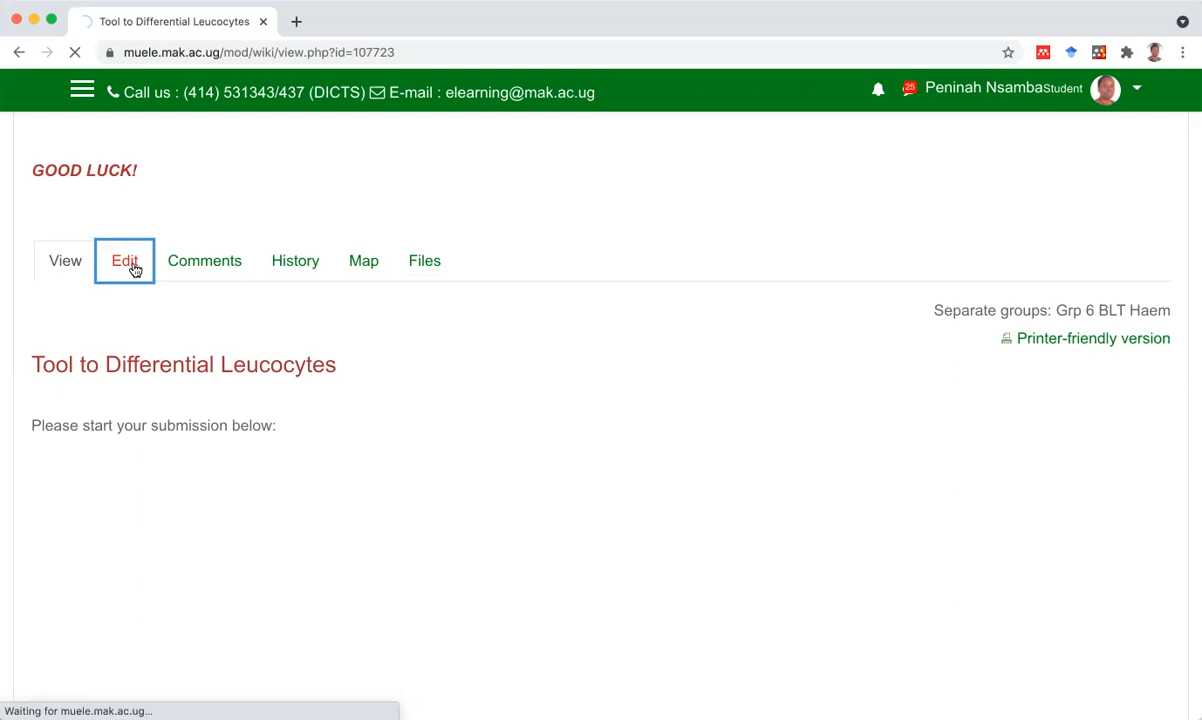 Tool to Differential Leucocytes
muele.mak.ac.ug/mod/wiki/view.php?id=107723
Call us : (414) 531343/437 (DICTS) E-mail : elearning@mak.ac.ug
25
Peninah NsambaStudent
GOOD LUCK!
View Edit Comments History Map Files
Separate groups: Grp 6 BLT Haem
Printer-friendly version
Tool to Differential Leucocytes
Please start your submission below:
Waiting for muele.mak.ac.ug...